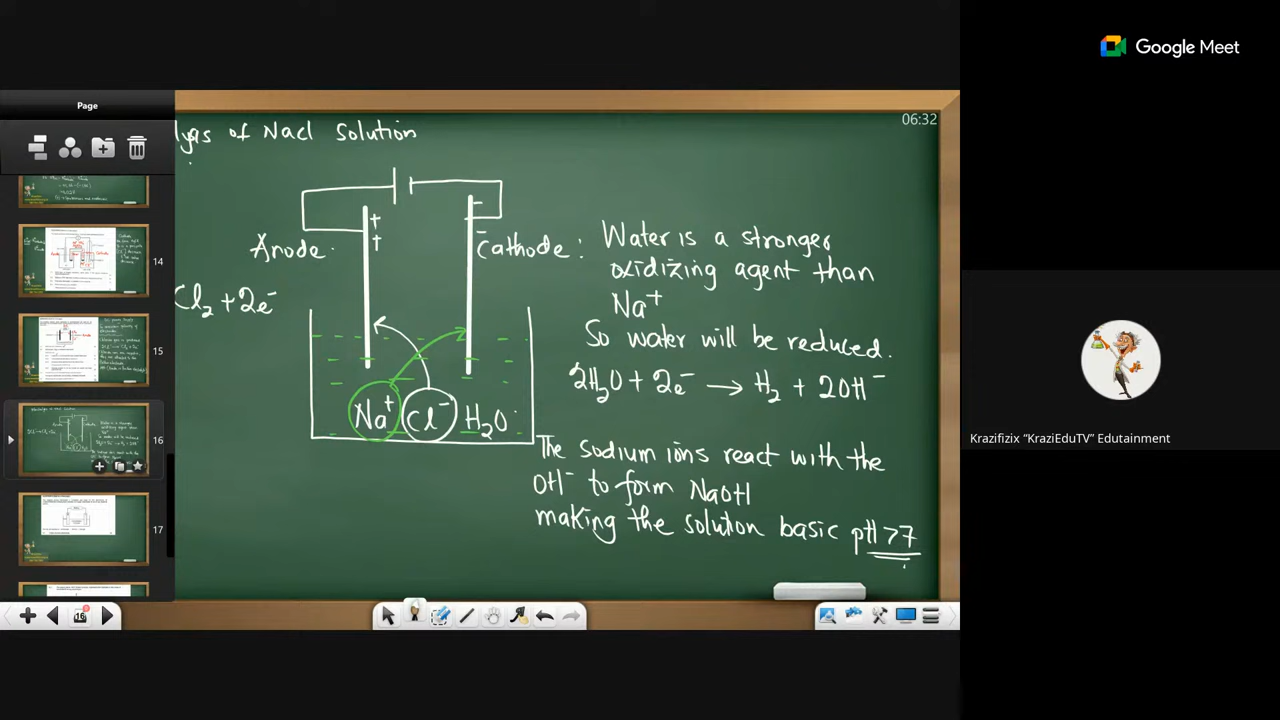 Google Meet
Page
06:32
lysis of NaCl Solution
Anode
+
+
-
-
Cathode :
Water is a stronger
oxidizing agent than
Na⁺
So water will be reduced.
Cl₂ + 2e⁻
2H₂O + 2e⁻ → H₂ + 2OH⁻
Na⁺ Cl⁻ H₂O
The sodium ions react with the
OH⁻ to form NaOH
making the solution basic pH > 7
14
15
16
17
16
Krazifizix “KraziEduTV” Edutainment